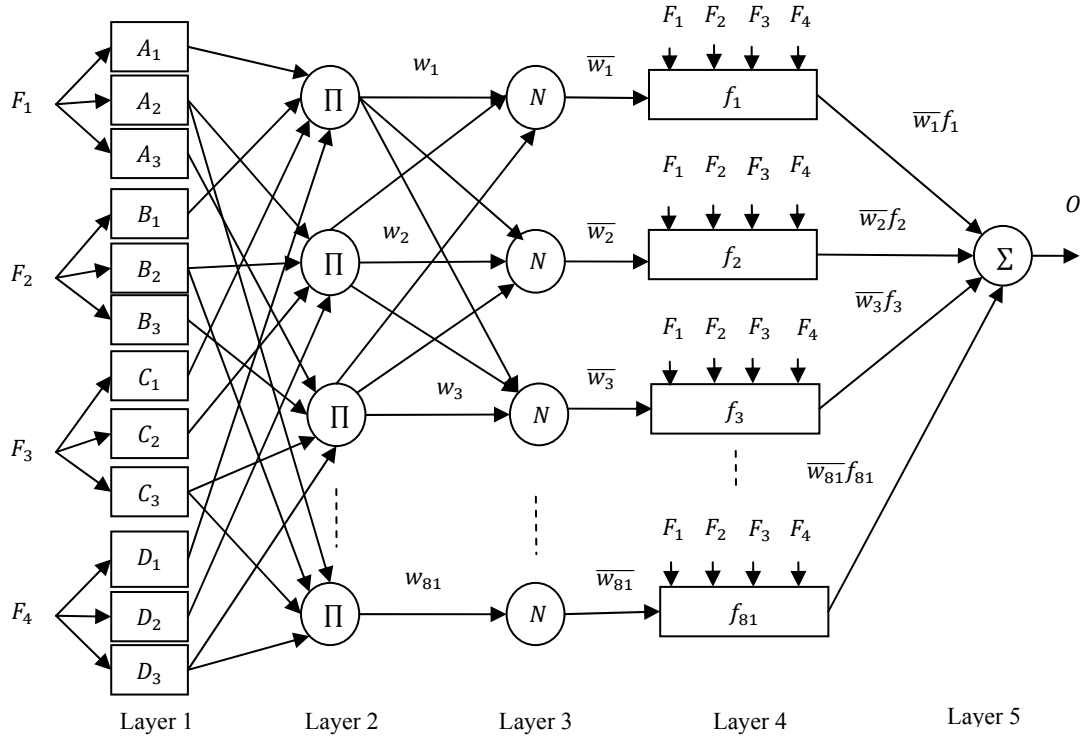 F₁ F₂ F₃ F₄
A₁
w₁
w̅₁
F₁
A₂
∏
N
f₁
A₃
w̅₁f₁
F₁ F₂ F₃ F₄
B₁
O
w₂
w̅₂
w̅₂f₂
F₂
B₂
∏
N
f₂
Σ
B₃
w̅₃f₃
F₁ F₂ F₃ F₄
C₁
w₃
w̅₃
C₂
∏
N
f₃
F₃
C₃
w̅₈₁f₈₁
F₁ F₂ F₃ F₄
D₁
w₈₁
w̅₈₁
F₄
D₂
∏
N
f₈₁
D₃
Layer 1 Layer 2 Layer 3 Layer 4 Layer 5